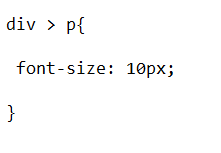 div > p{
font-size: 10px;
}